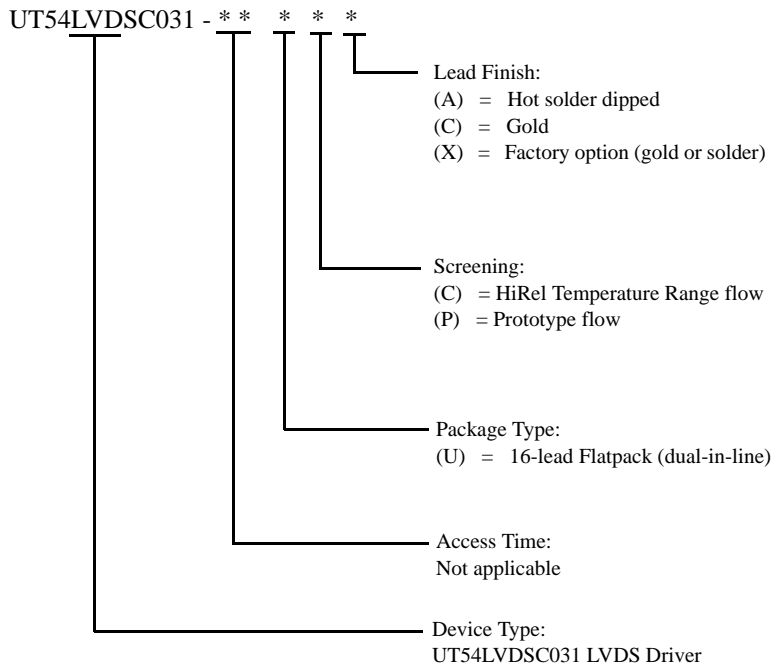 UT54LVDSC031 - * * * * *
Lead Finish:
(A) = Hot solder dipped
(C) = Gold
(X) = Factory option (gold or solder)
Screening:
(C) = HiRel Temperature Range flow
(P) = Prototype flow
Package Type:
(U) = 16-lead Flatpack (dual-in-line)
Access Time:
Not applicable
Device Type:
UT54LVDSC031 LVDS Driver